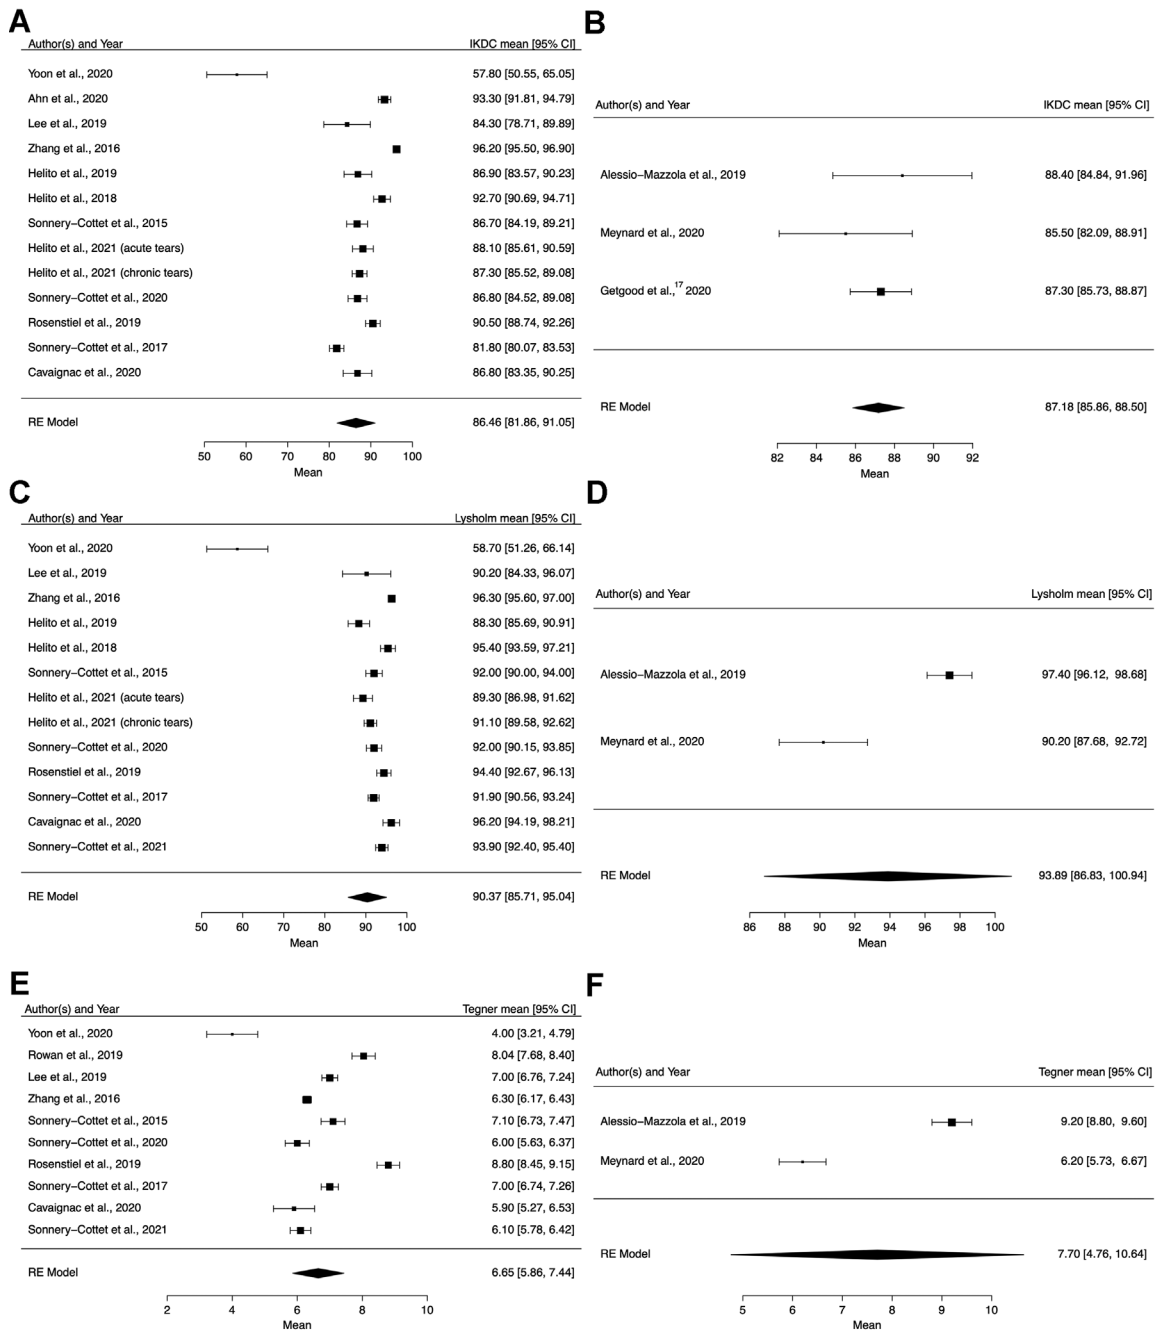 A
Author(s) and Year IKDC mean [95% CI]
Yoon et al., 2020 57.80 [50.55, 65.05]
Ahn et al., 2020 93.30 [91.81, 94.79]
Lee et al., 2019 84.30 [78.71, 89.89]
Zhang et al., 2016 96.20 [95.50, 96.90]
Helito et al., 2019 86.90 [83.57, 90.23]
Helito et al., 2018 92.70 [90.69, 94.71]
Sonnery−Cottet et al., 2015 86.70 [84.19, 89.21]
Helito et al., 2021 (acute tears) 88.10 [85.61, 90.59]
Helito et al., 2021 (chronic tears) 87.30 [85.52, 89.08]
Sonnery−Cottet et al., 2020 86.80 [84.52, 89.08]
Rosenstiel et al., 2019 90.50 [88.74, 92.26]
Sonnery−Cottet et al., 2017 81.80 [80.07, 83.53]
Cavaignac et al., 2020 86.80 [83.35, 90.25]
RE Model 86.46 [81.86, 91.05]
50 60 70 80 90 100
Mean
B
Author(s) and Year IKDC mean [95% CI]
Alessio−Mazzola et al., 2019 88.40 [84.84, 91.96]
Meynard et al., 2020 85.50 [82.09, 88.91]
Getgood et al.,17 2020 87.30 [85.73, 88.87]
RE Model 87.18 [85.86, 88.50]
82 84 86 88 90 92
Mean
C
Author(s) and Year Lysholm mean [95% CI]
Yoon et al., 2020 58.70 [51.26, 66.14]
Lee et al., 2019 90.20 [84.33, 96.07]
Zhang et al., 2016 96.30 [95.60, 97.00]
Helito et al., 2019 88.30 [85.69, 90.91]
Helito et al., 2018 95.40 [93.59, 97.21]
Sonnery−Cottet et al., 2015 92.00 [90.00, 94.00]
Helito et al., 2021 (acute tears) 89.30 [86.98, 91.62]
Helito et al., 2021 (chronic tears) 91.10 [89.58, 92.62]
Sonnery−Cottet et al., 2020 92.00 [90.15, 93.85]
Rosenstiel et al., 2019 94.40 [92.67, 96.13]
Sonnery−Cottet et al., 2017 91.90 [90.56, 93.24]
Cavaignac et al., 2020 96.20 [94.19, 98.21]
Sonnery−Cottet et al., 2021 93.90 [92.40, 95.40]
RE Model 90.37 [85.71, 95.04]
50 60 70 80 90 100
Mean
D
Author(s) and Year Lysholm mean [95% CI]
Alessio−Mazzola et al., 2019 97.40 [96.12, 98.68]
Meynard et al., 2020 90.20 [87.68, 92.72]
RE Model 93.89 [86.83, 100.94]
86 88 90 92 94 96 98 100
Mean
E
Author(s) and Year Tegner mean [95% CI]
Yoon et al., 2020 4.00 [3.21, 4.79]
Rowan et al., 2019 8.04 [7.68, 8.40]
Lee et al., 2019 7.00 [6.76, 7.24]
Zhang et al., 2016 6.30 [6.17, 6.43]
Sonnery−Cottet et al., 2015 7.10 [6.73, 7.47]
Sonnery−Cottet et al., 2020 6.00 [5.63, 6.37]
Rosenstiel et al., 2019 8.80 [8.45, 9.15]
Sonnery−Cottet et al., 2017 7.00 [6.74, 7.26]
Cavaignac et al., 2020 5.90 [5.27, 6.53]
Sonnery−Cottet et al., 2021 6.10 [5.78, 6.42]
RE Model 6.65 [5.86, 7.44]
2 4 6 8 10
Mean
F
Author(s) and Year Tegner mean [95% CI]
Alessio−Mazzola et al., 2019 9.20 [8.80, 9.60]
Meynard et al., 2020 6.20 [5.73, 6.67]
RE Model 7.70 [4.76, 10.64]
5 6 7 8 9 10
Mean